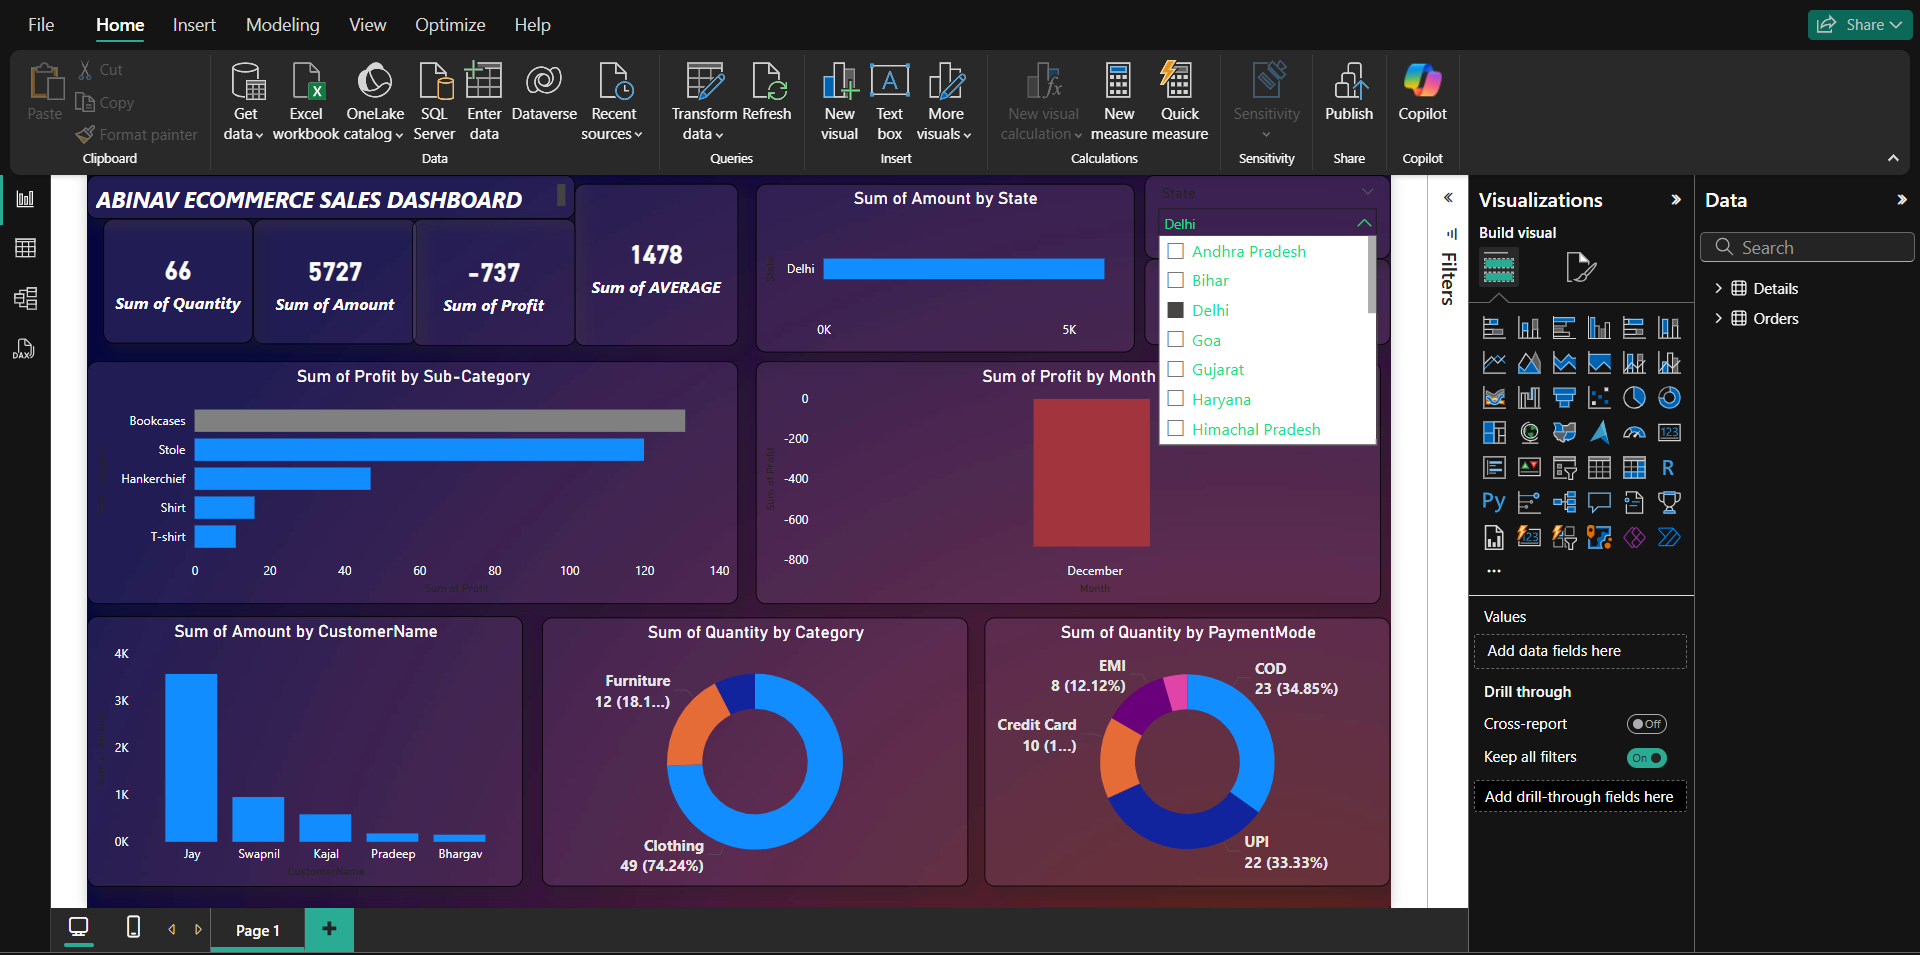 File Home Insert Modeling View Optimize Help Share
Paste Cut Copy Format painter
Clipboard
Get data Excel workbook OneLake catalog SQL Server Enter data Dataverse Recent sources
Data
Transform data Refresh
Queries
New visual Text box More visuals
Insert
New visual calculation New measure Quick measure
Calculations
Sensitivity
Sensitivity
Publish
Share
Copilot
Copilot
ABINAV ECOMMERCE SALES DASHBOARD
66
Sum of Quantity
5727
Sum of Amount
-737
Sum of Profit
1478
Sum of AVERAGE
Sum of Amount by State
State
Delhi
0K 5K
State
Delhi
Andhra Pradesh
Bihar
Delhi
Goa
Gujarat
Haryana
Himachal Pradesh
Sum of Profit by Sub-Category
Bookcases
Stole
Hankerchief
Shirt
T-shirt
0 20 40 60 80 100 120 140
Sum of Profit
Sum of Profit by Month
Sum of Profit
0
-200
-400
-600
-800
December
Month
Sum of Amount by CustomerName
4K
3K
2K
1K
0K
Jay Swapnil Kajal Pradeep Bhargav
CustomerName
Sum of Quantity by Category
Furniture
12 (18.1...)
Clothing
49 (74.24%)
Sum of Quantity by PaymentMode
EMI
8 (12.12%)
COD
23 (34.85%)
Credit Card
10 (1...)
UPI
22 (33.33%)
Filters
Visualizations
Build visual
Values
Add data fields here
Drill through
Cross-report Off
Keep all filters On
Add drill-through fields here
Data
Search
Details
Orders
Page 1